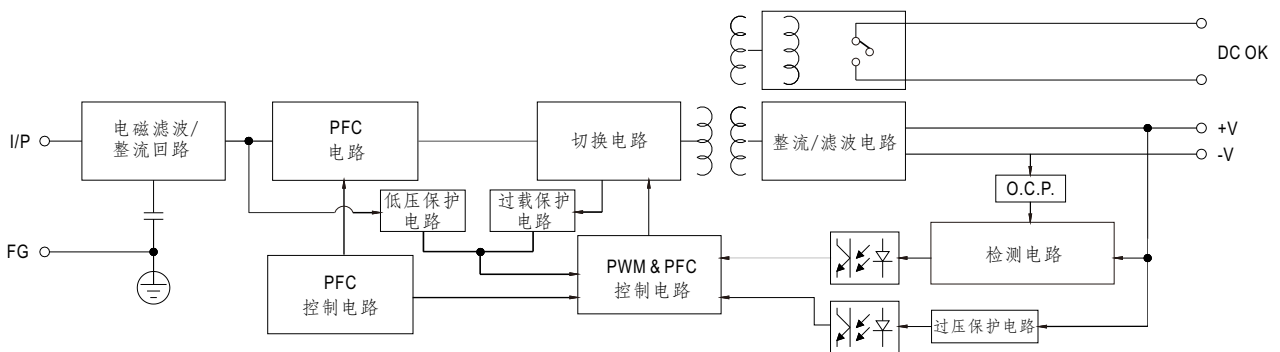 DC OK
I/P
电磁滤波/
整流回路
PFC
电路
切换电路
整流/滤波电路
+V
-V
O.C.P.
低压保护
电路
过载保护
电路
FG
PFC
控制电路
PWM & PFC
控制电路
检测电路
过压保护电路